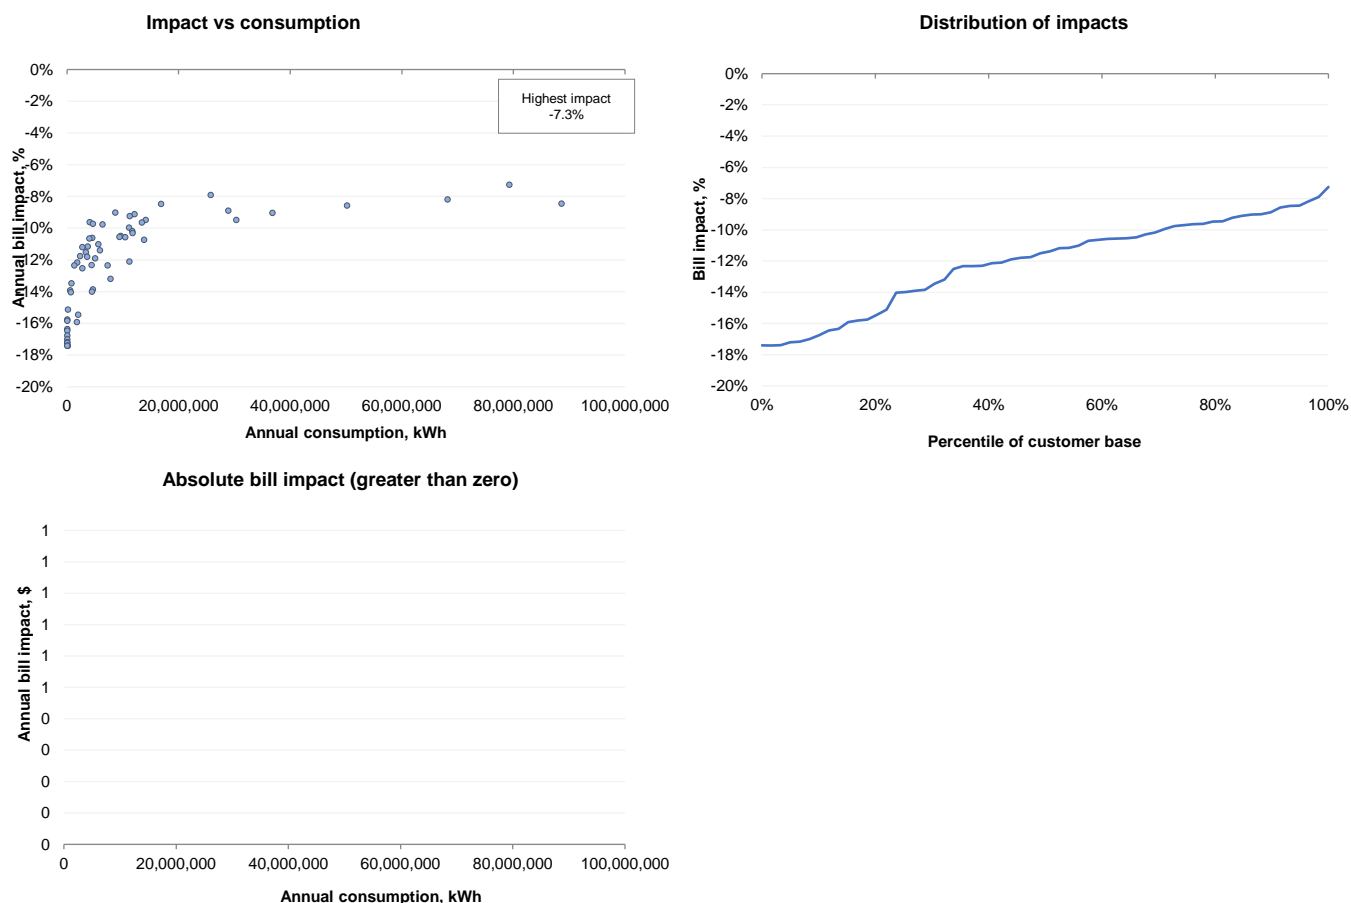 Impact vs consumption
0%
-2%
-4%
-6%
-8%
-10%
-12%
-14%
-16%
-18%
-20%
Annual bill impact, %
Highest impact
-7.3%
0 20,000,000 40,000,000 60,000,000 80,000,000 100,000,000
Annual consumption, kWh
Distribution of impacts
0%
-2%
-4%
-6%
-8%
-10%
-12%
-14%
-16%
-18%
-20%
Bill impact, %
0% 20% 40% 60% 80% 100%
Percentile of customer base
Absolute bill impact (greater than zero)
1
1
1
1
1
1
0
0
0
0
0
Annual bill impact, $
0 20,000,000 40,000,000 60,000,000 80,000,000 100,000,000
Annual consumption, kWh